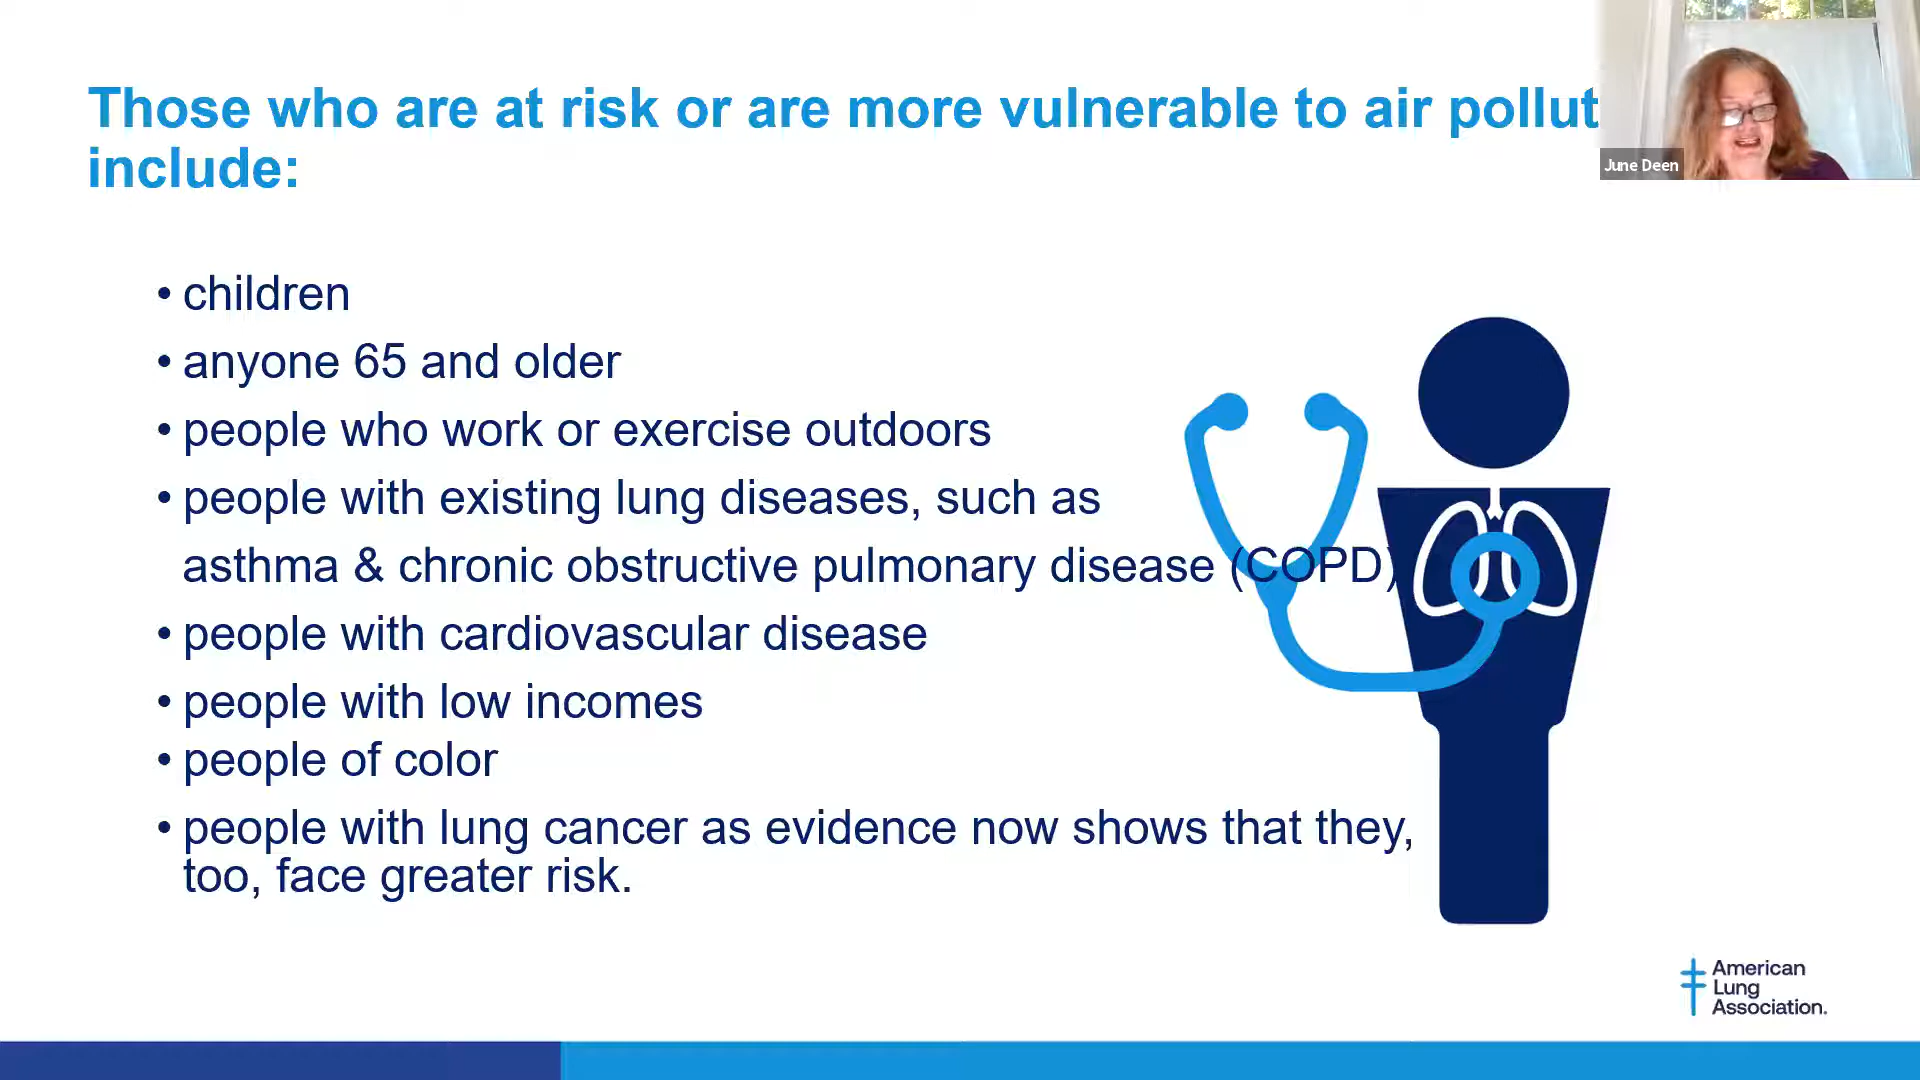 Those who are at risk or are more vulnerable to air pollut
include:
June Deen
• children
• anyone 65 and older
• people who work or exercise outdoors
• people with existing lung diseases, such as
asthma & chronic obstructive pulmonary disease (COPD)
• people with cardiovascular disease
• people with low incomes
• people of color
• people with lung cancer as evidence now shows that they,
too, face greater risk.
American
Lung
Association.